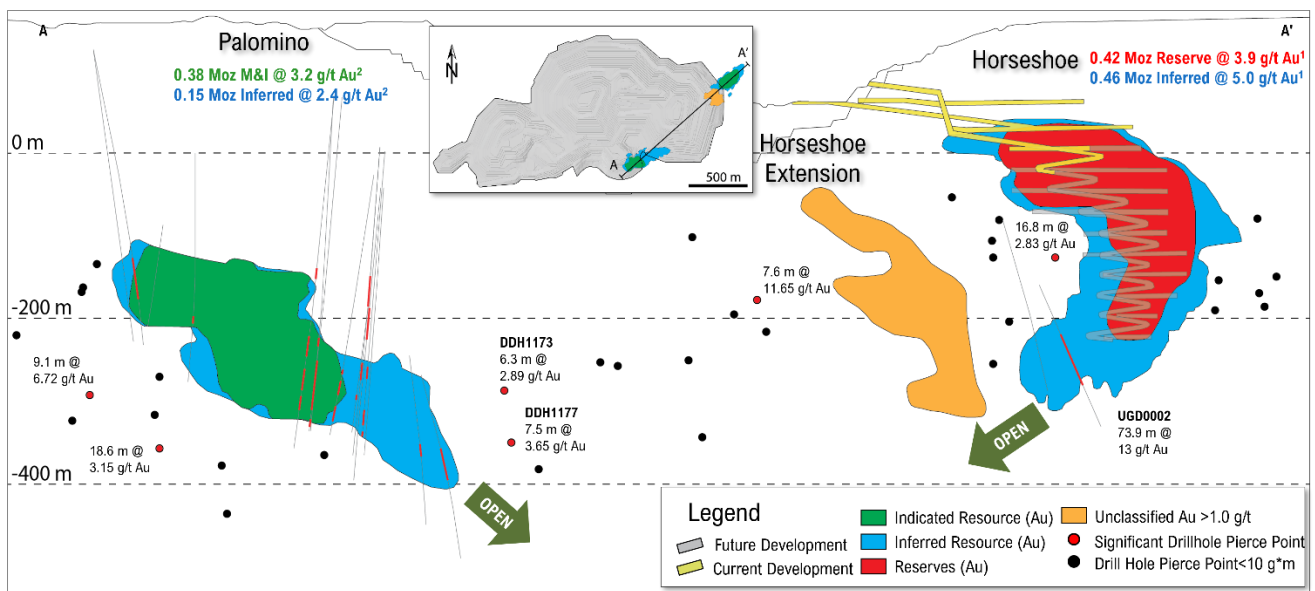 A
Palomino
0.38 Moz M&I @ 3.2 g/t Au²
0.15 Moz Inferred @ 2.4 g/t Au²
N
A'
A
500 m
Horseshoe
0.42 Moz Reserve @ 3.9 g/t Au¹
0.46 Moz Inferred @ 5.0 g/t Au¹
A'
0 m
Horseshoe
Extension
16.8 m @
2.83 g/t Au
7.6 m @
11.65 g/t Au
-200 m
9.1 m @
6.72 g/t Au
DDH1173
6.3 m @
2.89 g/t Au
DDH1177
7.5 m @
3.65 g/t Au
18.6 m @
3.15 g/t Au
UGD0002
73.9 m @
13 g/t Au
OPEN
-400 m
OPEN
Legend
Future Development
Current Development
Indicated Resource (Au)
Inferred Resource (Au)
Reserves (Au)
Unclassified Au >1.0 g/t
Significant Drillhole Pierce Point
Drill Hole Pierce Point<10 g*m